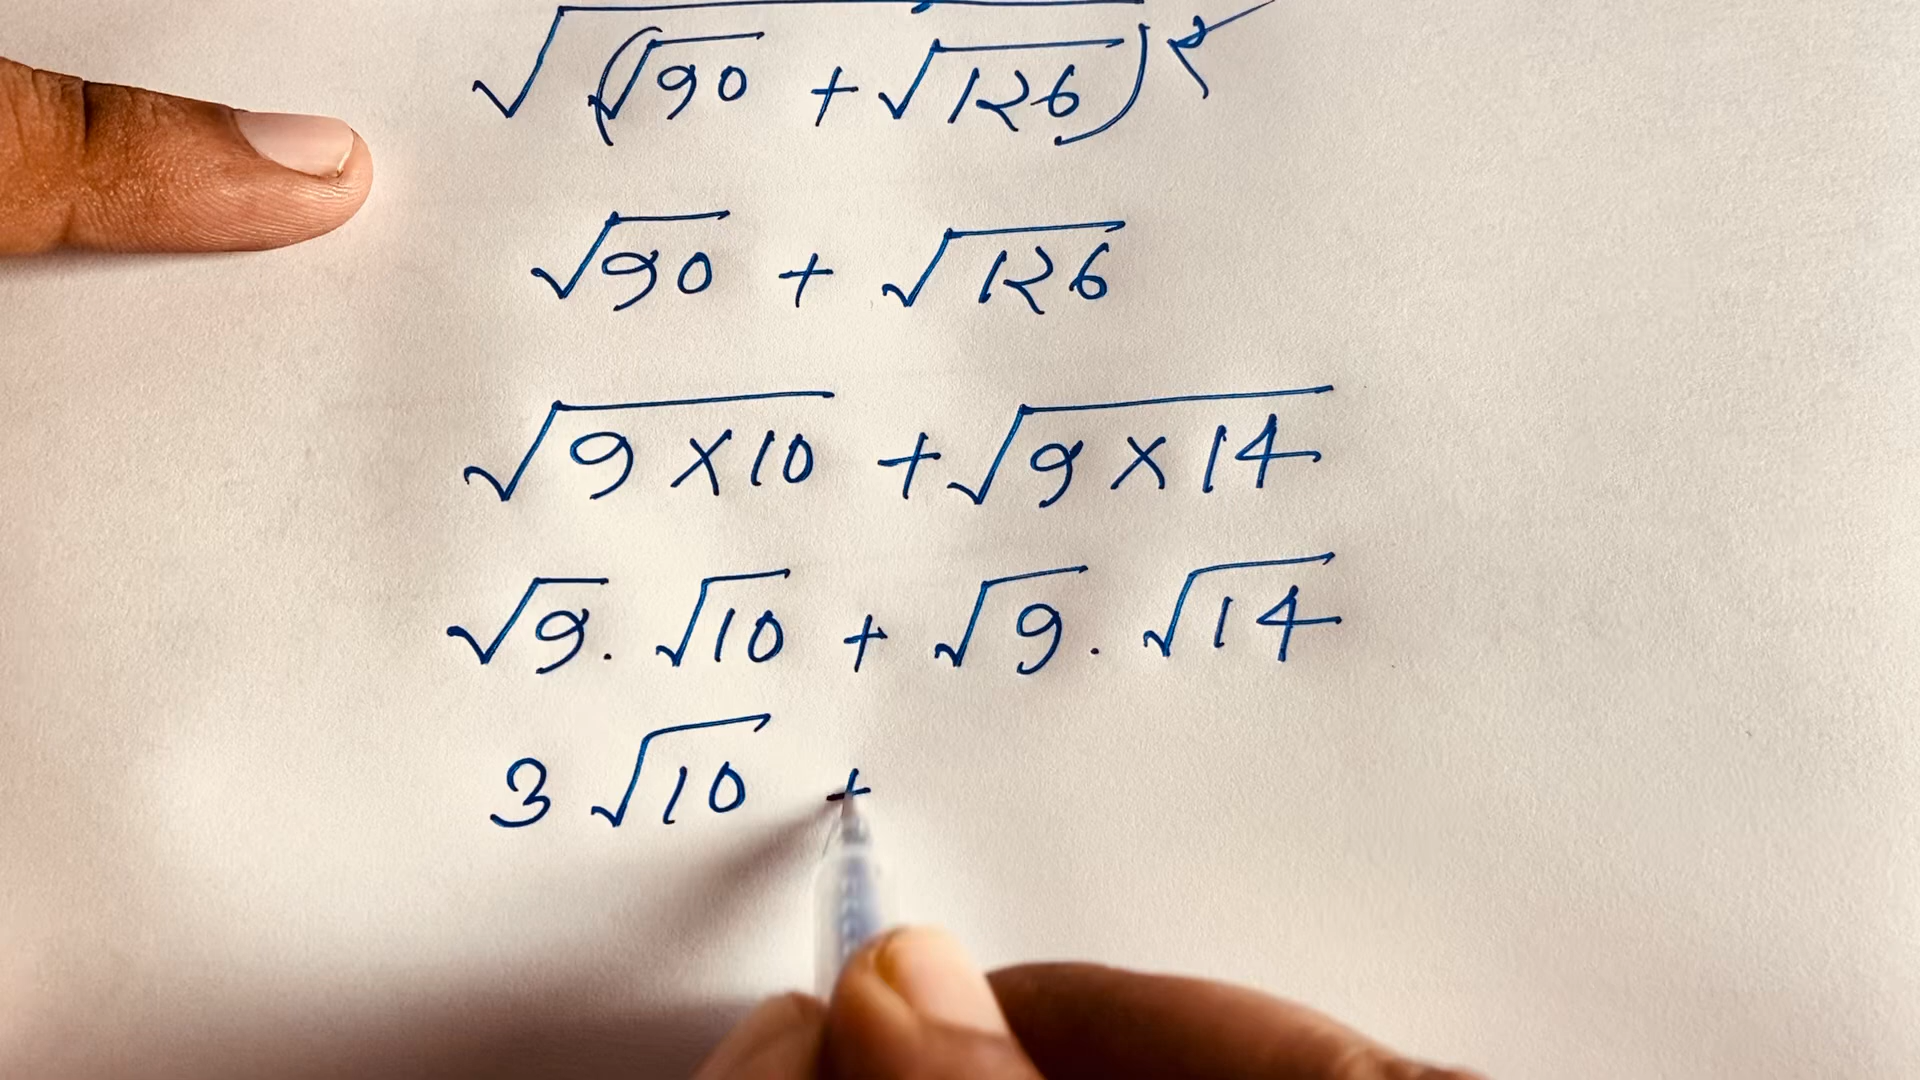 √(√90 + √126)²
√90 + √126
√9×10 + √9×14
√9 . √10 + √9 . √14
3 √10 +